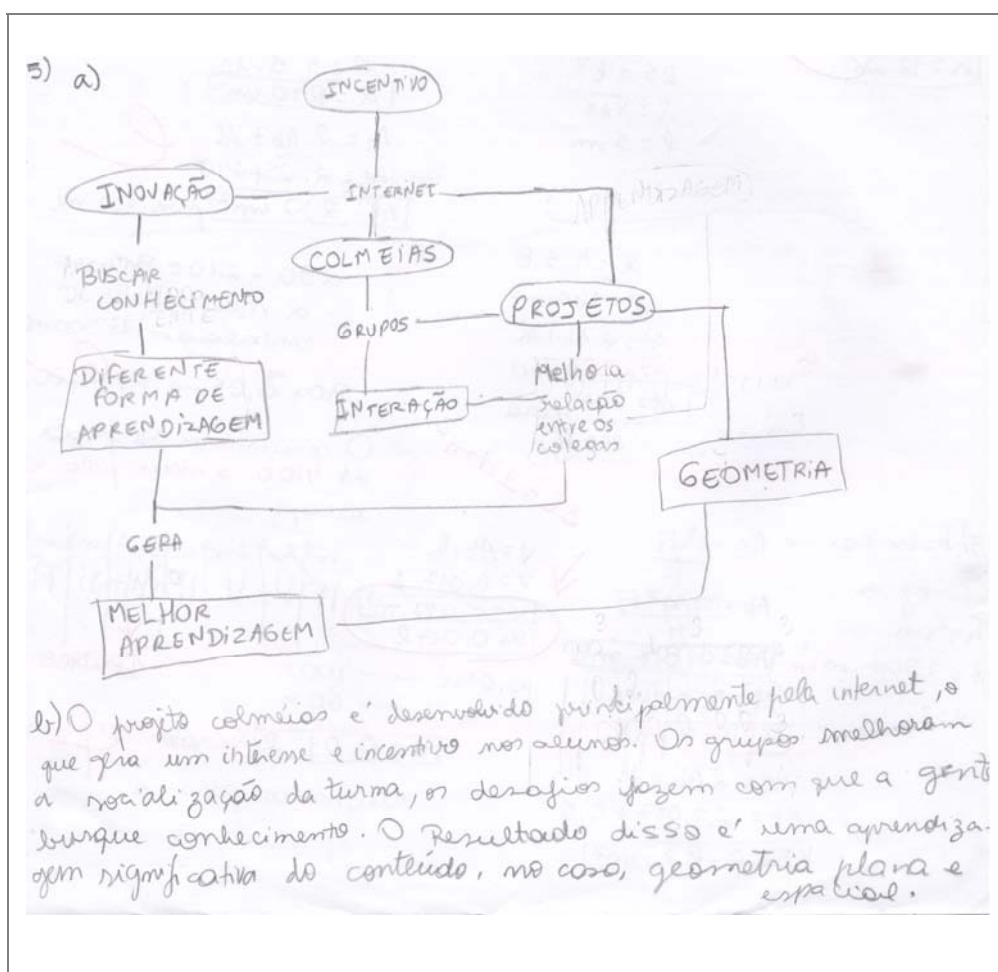 5) a)
INCENTIVO
INOVAÇÃO
INTERNET
COLMEIAS
BUSCAR
CONHECIMENTO
GRUPOS
PROJETOS
DIFERENTE
FORMA DE
APRENDIZAGEM
INTERAÇÃO
Melhoria
relação
entre os
colegas
GEOMETRIA
GERA
MELHOR
APRENDIZAGEM
b) O projeto colméias é desenvolvido principalmente pela internet, o
que gera um interesse e incentivo nos alunos. Os grupos melhoram
a socialização da turma, os desafios fazem com que a gente
busque conhecimento. O Resultado disso é uma aprendiza-
gem significativa do conteúdo, no caso, geometria plana e
espacial.